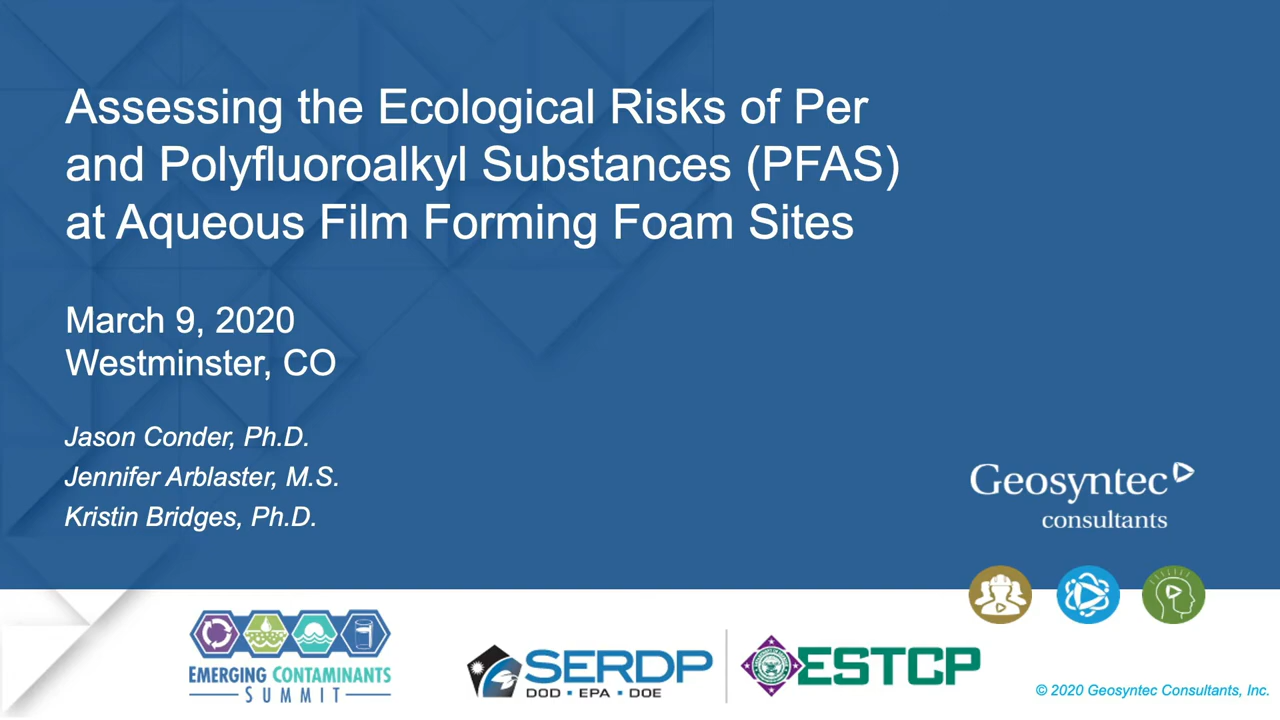 Assessing the Ecological Risks of Per
and Polyfluoroalkyl Substances (PFAS)
at Aqueous Film Forming Foam Sites
March 9, 2020
Westminster, CO
Jason Conder, Ph.D.
Jennifer Arblaster, M.S.
Kristin Bridges, Ph.D.
Geosyntec
consultants
EMERGING CONTAMINANTS
SUMMIT
SERDP
DOD • EPA • DOE
ESTCP
© 2020 Geosyntec Consultants, Inc.